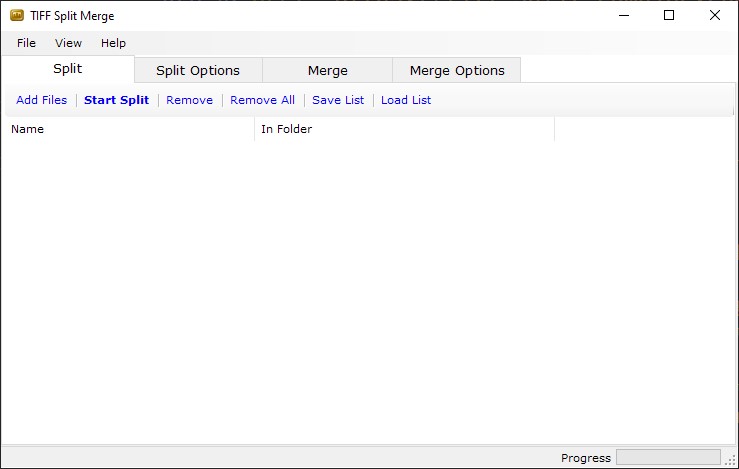 TIFF Split Merge
File View Help
Split Split Options Merge Merge Options
Add Files Start Split Remove Remove All Save List Load List
Name In Folder
Progress